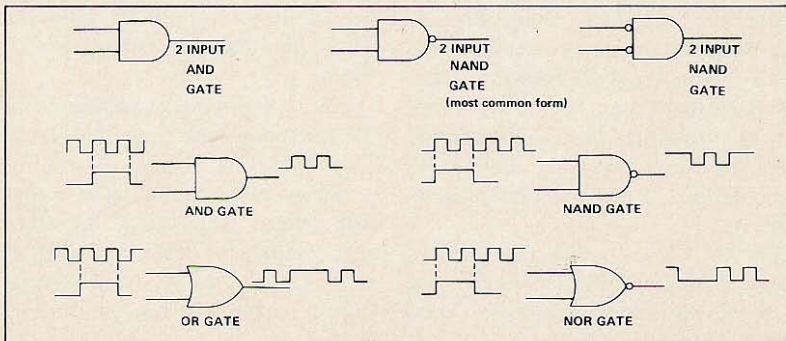 2 INPUT
AND
GATE
2 INPUT
NAND
GATE
(most common form)
2 INPUT
NAND
GATE
AND GATE
NAND GATE
OR GATE
NOR GATE